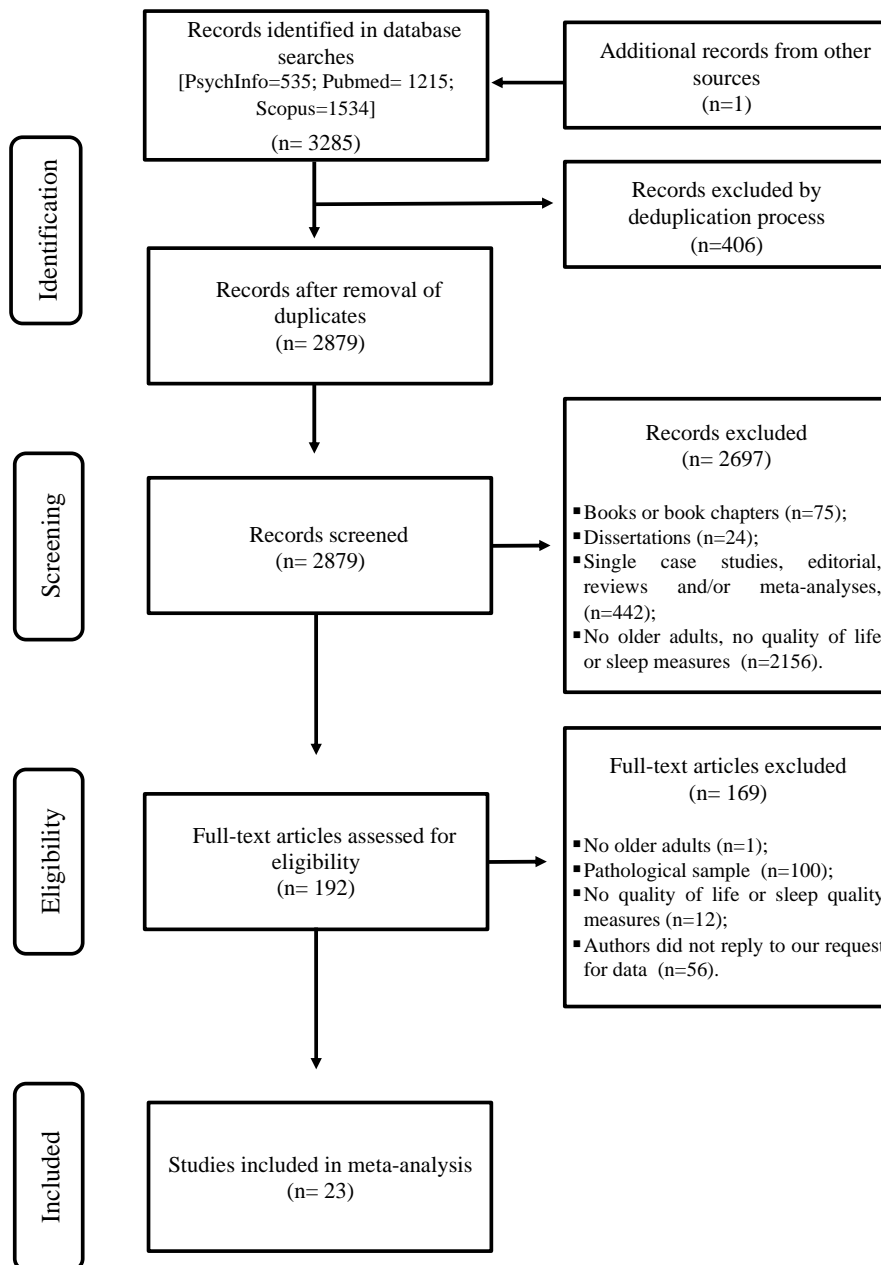 Records identified in database
searches
[PsychInfo=535; Pubmed= 1215;
Scopus=1534]
(n= 3285)
Additional records from other
sources
(n=1)
Identification
Records excluded by
deduplication process
(n=406)
Records after removal of
duplicates
(n= 2879)
Screening
Records screened
(n= 2879)
Records excluded
(n= 2697)
▪Books or book chapters (n=75);
▪Dissertations (n=24);
▪Single case studies, editorial,
reviews and/or meta-analyses,
(n=442);
▪No older adults, no quality of life
or sleep measures (n=2156).
Eligibility
Full-text articles assessed for
eligibility
(n= 192)
Full-text articles excluded
(n= 169)
▪No older adults (n=1);
▪Pathological sample (n=100);
▪No quality of life or sleep quality
measures (n=12);
▪Authors did not reply to our request
for data (n=56).
Included
Studies included in meta-analysis
(n= 23)